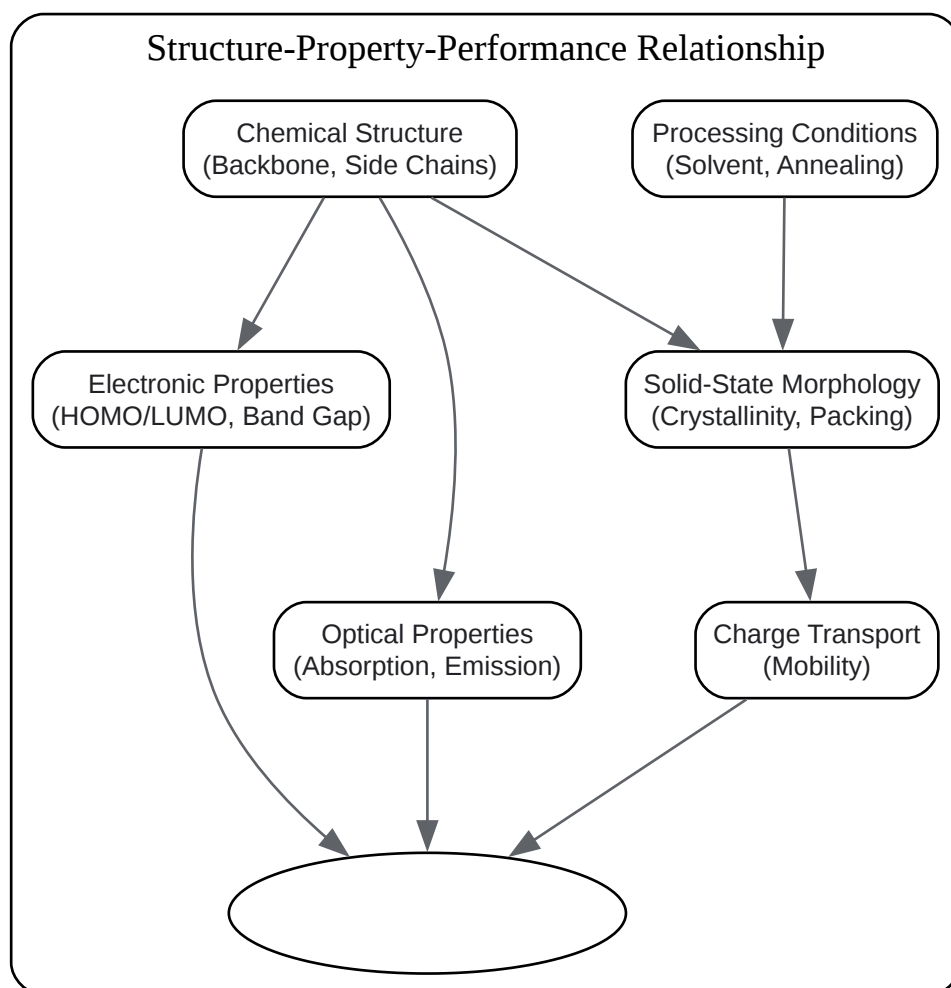 Structure-Property-Performance Relationship
Chemical Structure
(Backbone, Side Chains)
Processing Conditions
(Solvent, Annealing)
Electronic Properties
(HOMO/LUMO, Band Gap)
Solid-State Morphology
(Crystallinity, Packing)
Optical Properties
(Absorption, Emission)
Charge Transport
(Mobility)